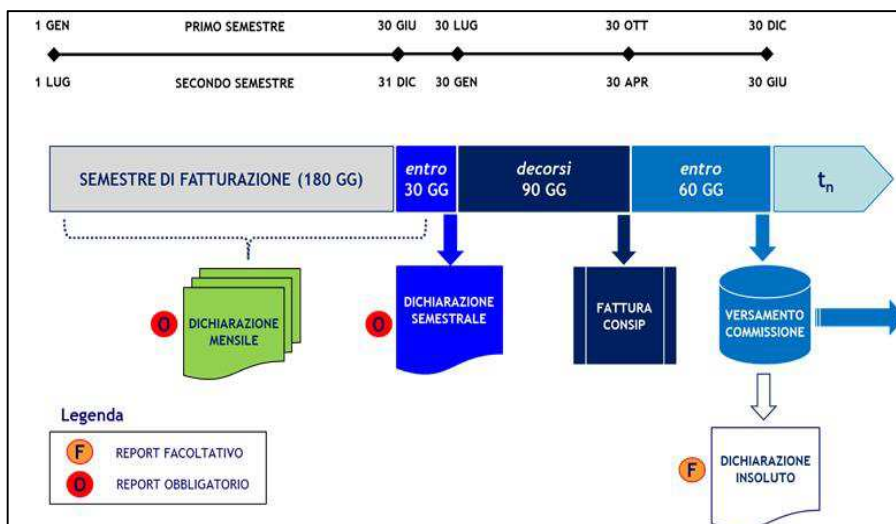 1 GEN PRIMO SEMESTRE 30 GIU 30 LUG 30 OTT 30 DIC
1 LUG SECONDO SEMESTRE 31 DIC 30 GEN 30 APR 30 GIU
SEMESTRE DI FATTURAZIONE (180 GG)
entro
30 GG
decorsi
90 GG
entro
60 GG
tn
O
DICHIARAZIONE
MENSILE
O
DICHIARAZIONE
SEMESTRALE
FATTURA
CONSIP
VERSAMENTO
COMMISSIONE
Legenda
F REPORT FACOLTATIVO
O REPORT OBBLIGATORIO
F
DICHIARAZIONE
INSOLUTO